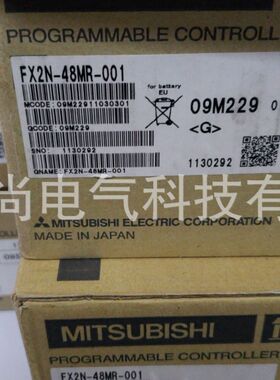 PROGRAMMABLE CONTROLLER
FX2N-48MR-001
MCODE: 09M22911030301
QCODE: 09M229
SNO: 1130292
QNAME: FX2N-48MR-001
for battery
EU
09M229
<G>
1130292
尚电气科技有
MITSUBISHI ELECTRIC CORPORATION
MADE IN JAPAN
MITSUBISHI
PROGRAMMABLE CONTROLLER
FX2N-48MR-001